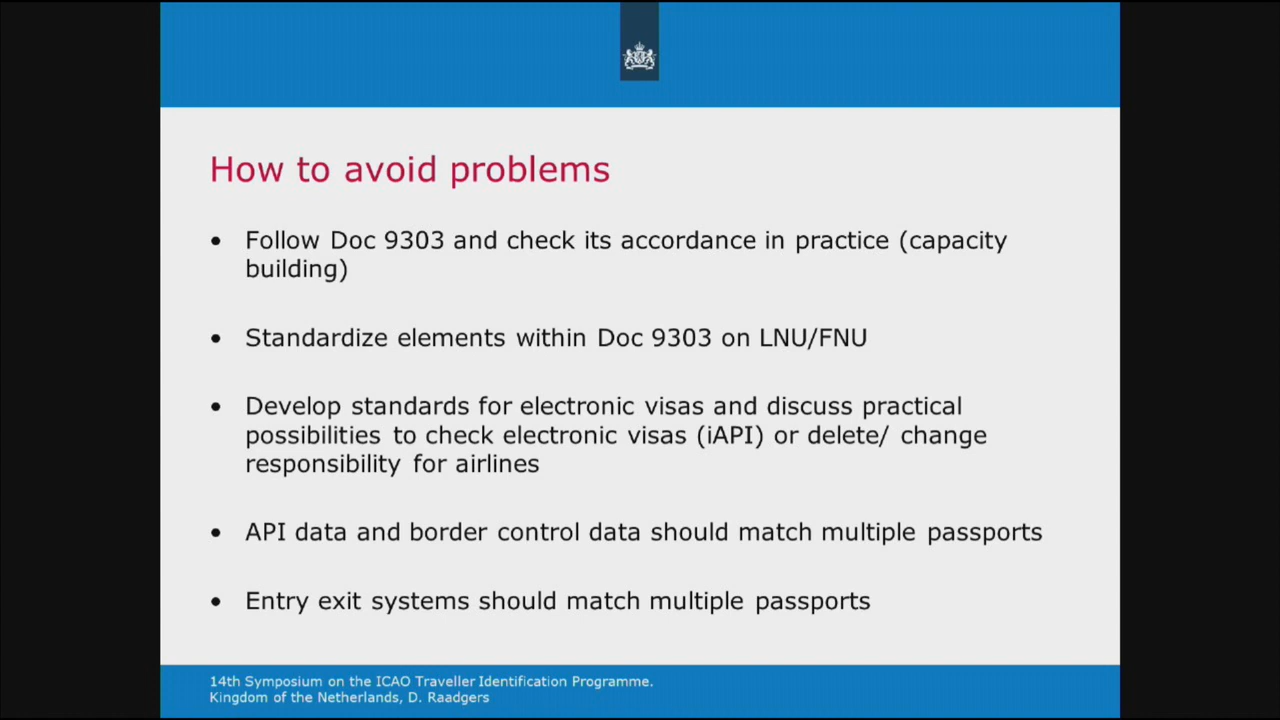 How to avoid problems
• Follow Doc 9303 and check its accordance in practice (capacity
building)
• Standardize elements within Doc 9303 on LNU/FNU
• Develop standards for electronic visas and discuss practical
possibilities to check electronic visas (iAPI) or delete/ change
responsibility for airlines
• API data and border control data should match multiple passports
• Entry exit systems should match multiple passports
14th Symposium on the ICAO Traveller Identification Programme.
Kingdom of the Netherlands, D. Raadgers